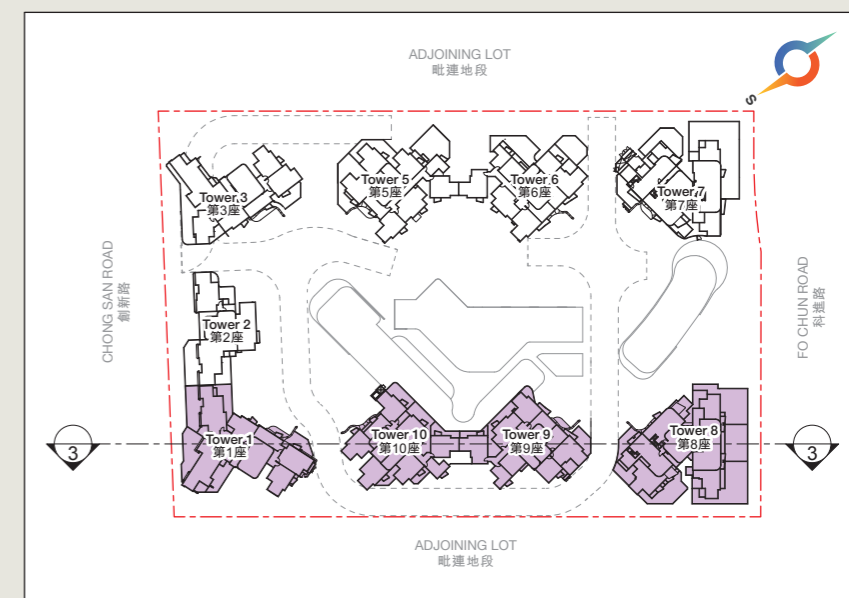 ADJOINING LOT
毗連地段
S
Tower 3
第3座
Tower 5
第5座
Tower 6
第6座
Tower 7
第7座
CHONG SAN ROAD
創新路
FO CHUN ROAD
科進路
Tower 2
第2座
3
Tower 1
第1座
Tower 10
第10座
Tower 9
第9座
Tower 8
第8座
3
ADJOINING LOT
毗連地段